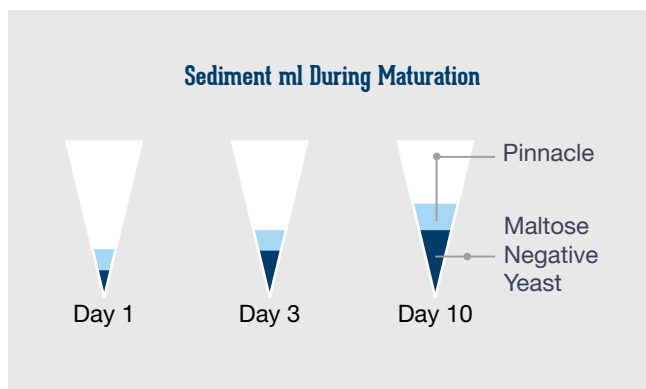 Sediment ml During Maturation
Pinnacle
Maltose
Negative
Yeast
Day 1
Day 3
Day 10